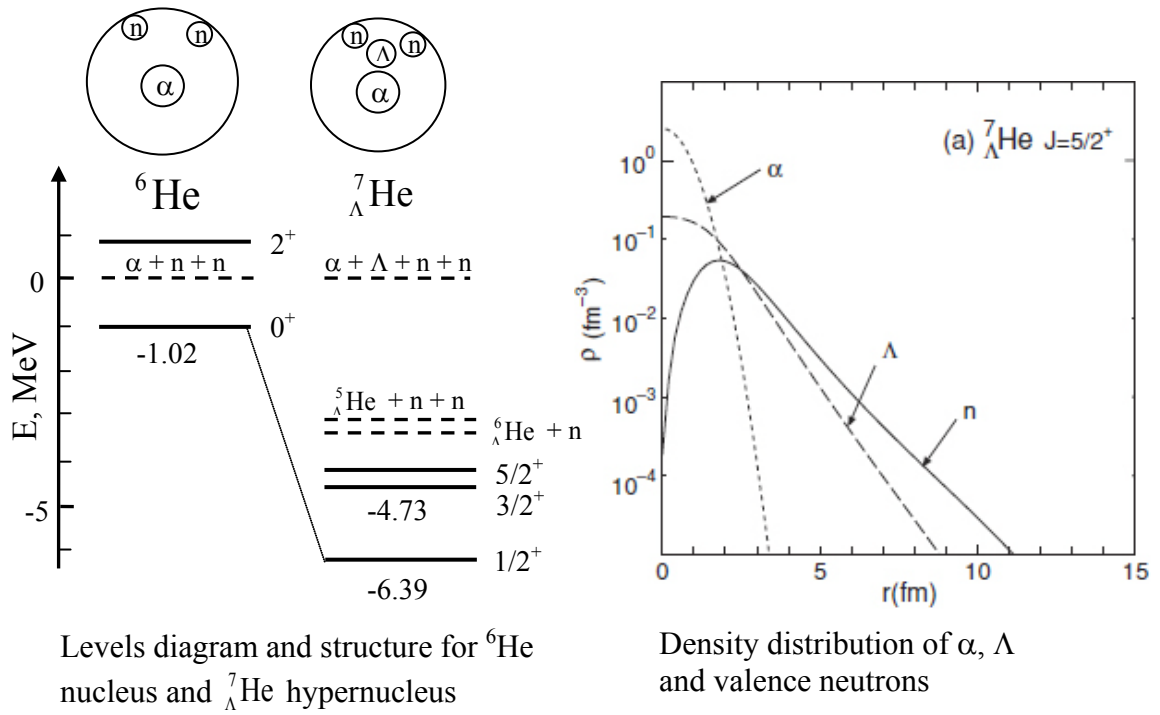 n n
α
n n
Λ
α
⁶He
⁷ΛHe
E, MeV
0
-5
2⁺
α + n + n
0⁺
-1.02
α + Λ + n + n
⁵ΛHe + n + n
⁶ΛHe + n
5/2⁺
-4.73
3/2⁺
1/2⁺
-6.39
Levels diagram and structure for ⁶He
nucleus and ⁷ΛHe hypernucleus
(a) ⁷ΛHe J=5/2⁺
α
Λ
n
ρ (fm⁻³)
10⁰
10⁻¹
10⁻²
10⁻³
10⁻⁴
0 5 10 15
r(fm)
Density distribution of α, Λ
and valence neutrons